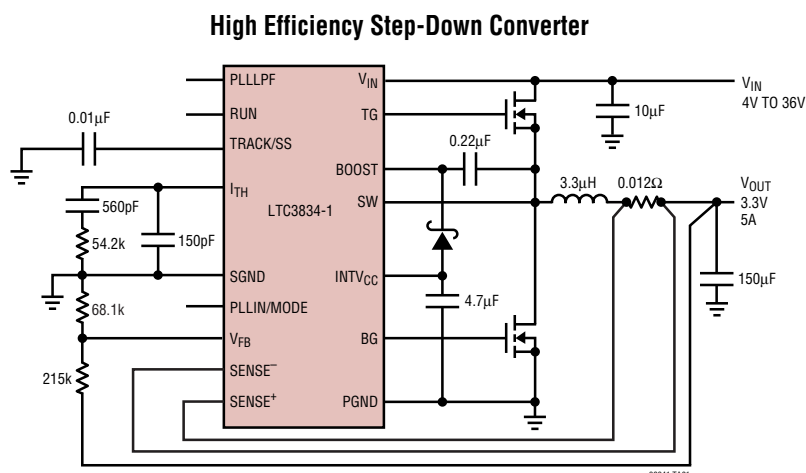 High Efficiency Step-Down Converter
PLLLPF
RUN
TRACK/SS
ITH
LTC3834-1
SGND
PLLIN/MODE
VFB
SENSE–
SENSE+
VIN
TG
BOOST
SW
INTVCC
BG
PGND
0.01µF
560pF
54.2k
150pF
68.1k
215k
0.22µF
4.7µF
3.3µH
0.012Ω
10µF
150µF
VIN
4V TO 36V
VOUT
3.3V
5A